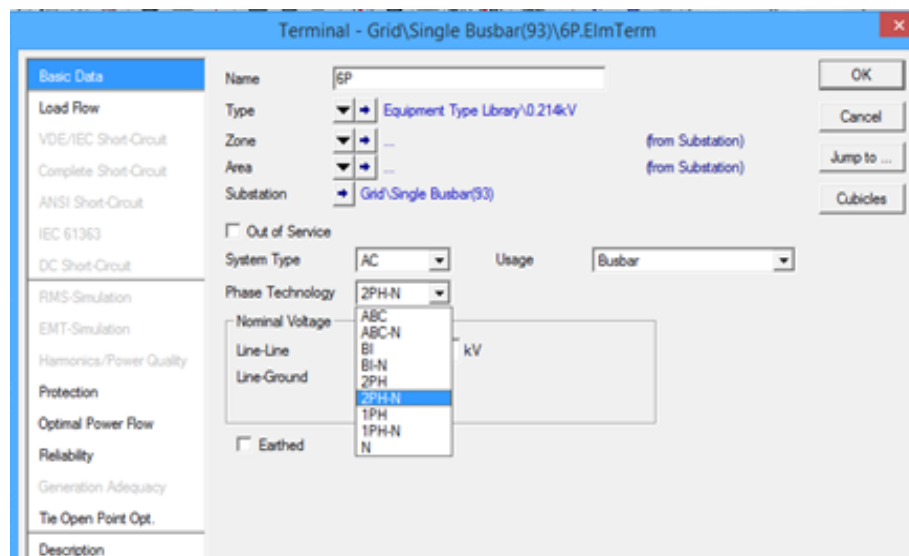 Terminal - Grid\Single Busbar(93)\6P.ElmTerm
Basic Data
Load Flow
VDE/IEC Short-Circuit
Complete Short-Circuit
ANSI Short-Circuit
IEC 61363
DC Short-Circuit
RMS-Simulation
EMT-Simulation
Harmonics/Power Quality
Protection
Optimal Power Flow
Reliability
Generation Adequacy
Tie Open Point Opt.
Description
Name 6P
Type Equipment Type Library\0.214kV
Zone ... (from Substation)
Area ... (from Substation)
Substation Grid\Single Busbar(93)
Out of Service
System Type AC Usage Busbar
Phase Technology 2PH-N
ABC
ABC-N
BI
BI-N
2PH
2PH-N
1PH
1PH-N
N
Nominal Voltage
Line-Line kV
Line-Ground
Earthed
OK
Cancel
Jump to ...
Cubicles